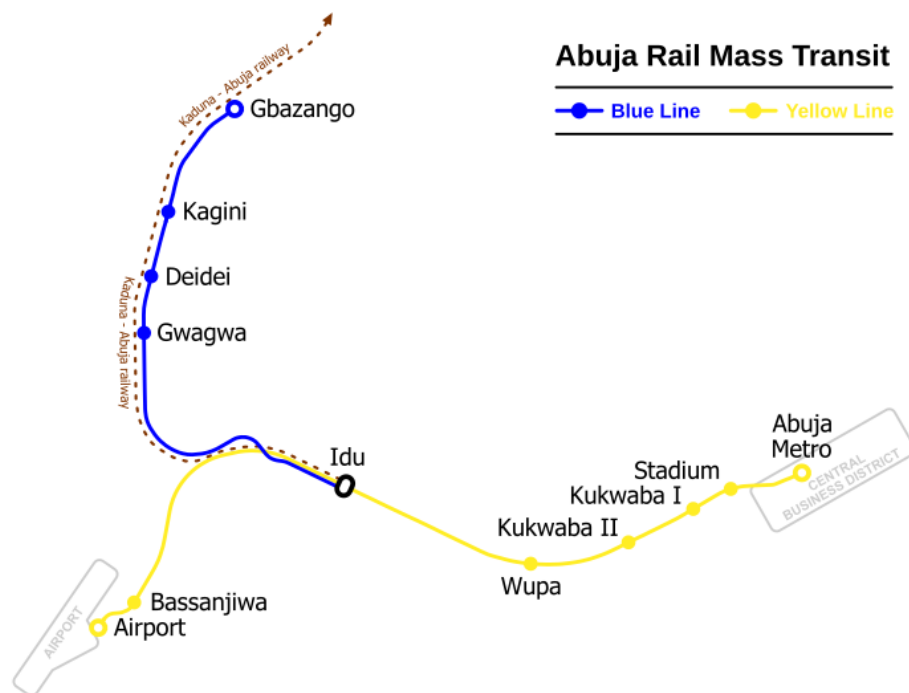 Abuja Rail Mass Transit
Blue Line
Yellow Line
Kaduna - Abuja railway
Gbazango
Kagini
Deidei
Kaduna - Abuja railway
Gwagwa
Idu
Abuja
Metro
CENTRAL
BUSINESS DISTRICT
Stadium
Kukwaba I
Kukwaba II
Wupa
Bassanjiwa
Airport
AIRPORT